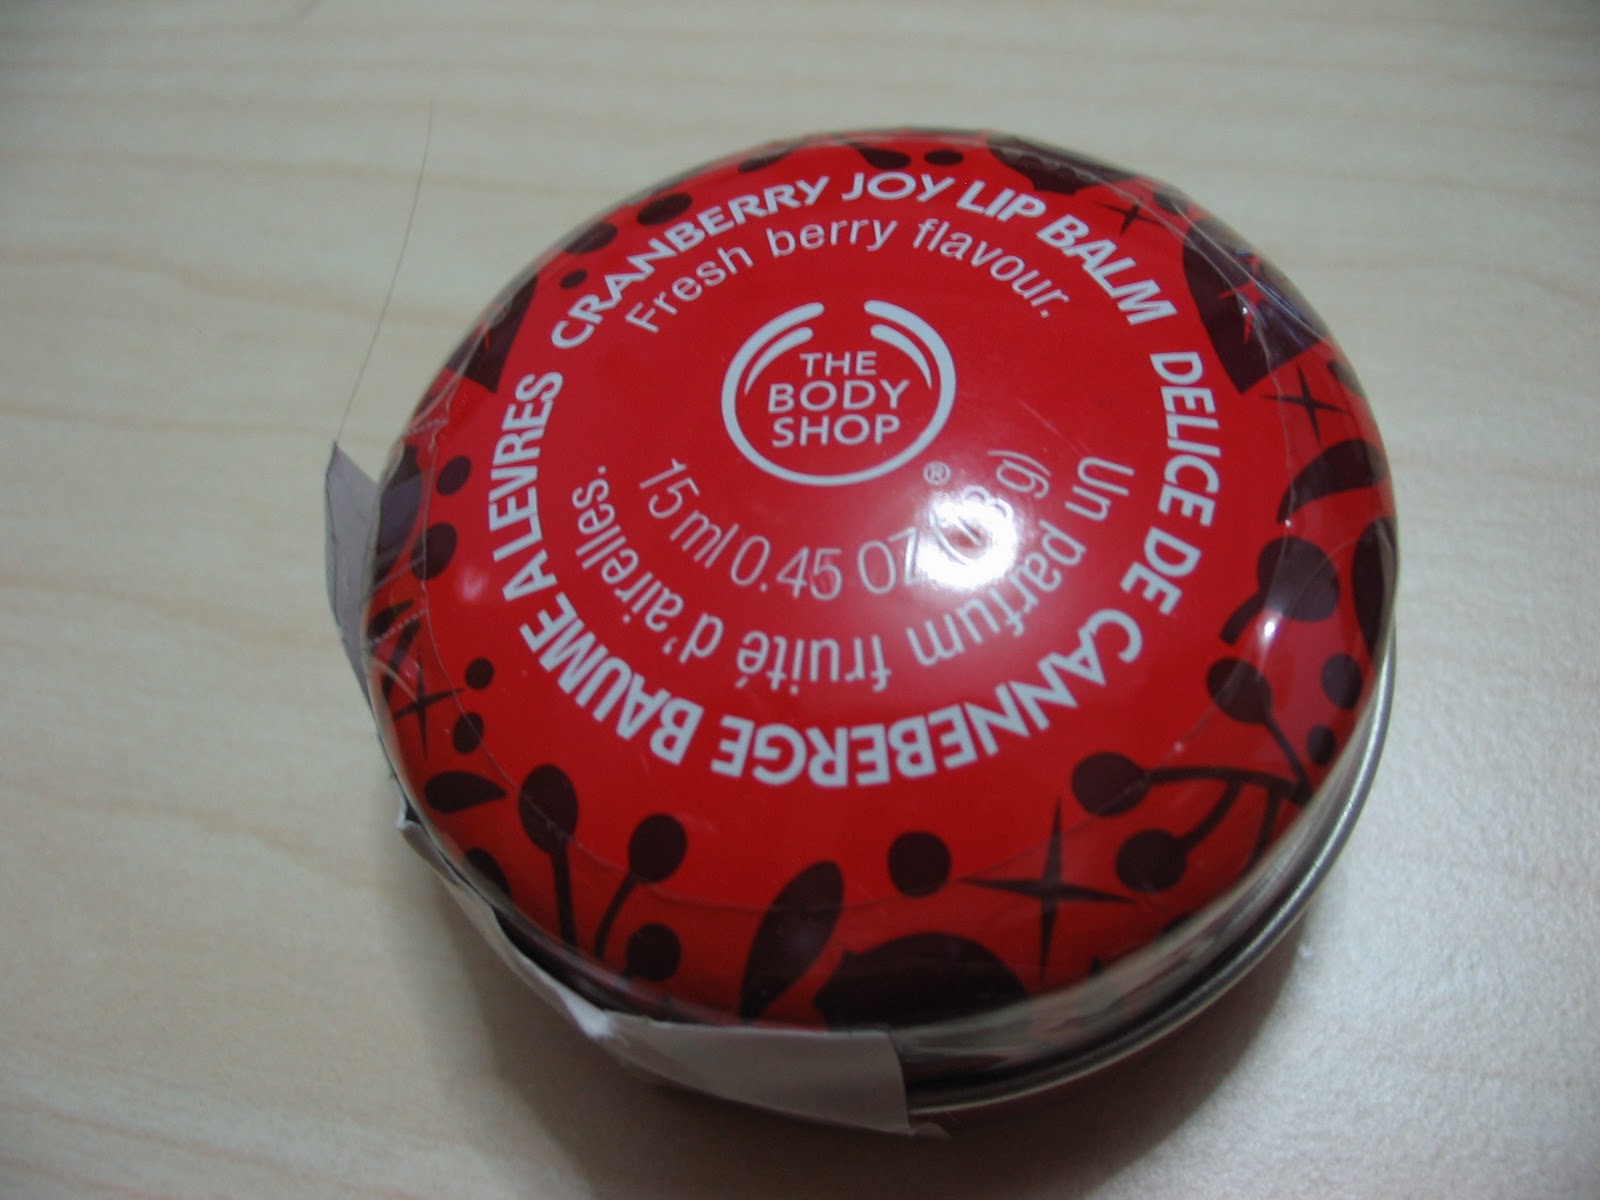 CRANBERRY JOY LIP BALM
Fresh berry flavour.
THE
BODY
SHOP
®
15 ml 0.45 OZ (13 g)
Un parfum fruité d'airelles.
DELICE DE CANNEBERGE BAUME A LEVRES